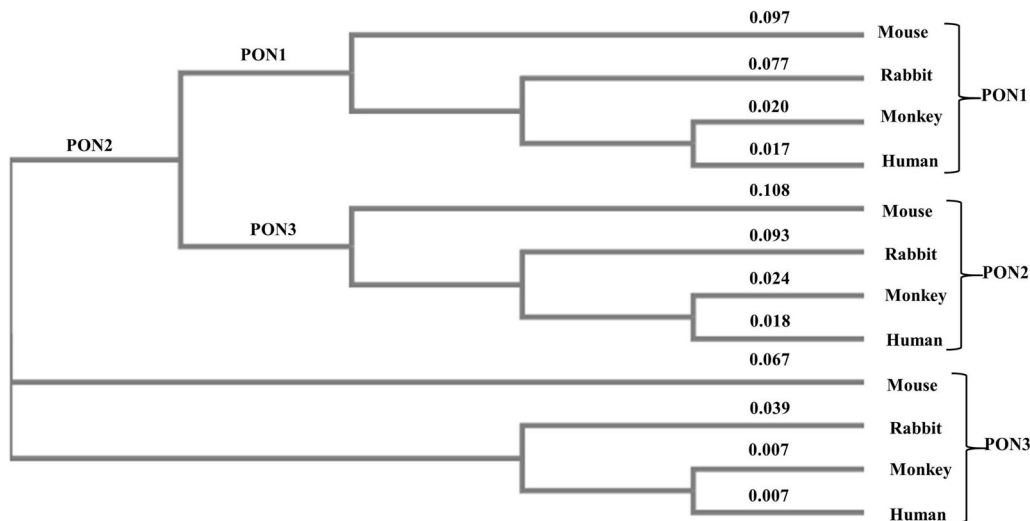 0.097
Mouse
PON1
0.077
Rabbit
PON1
0.020
Monkey
PON2
0.017
Human
0.108
Mouse
PON3
0.093
Rabbit
PON2
0.024
Monkey
0.018
Human
0.067
Mouse
0.039
Rabbit
PON3
0.007
Monkey
0.007
Human